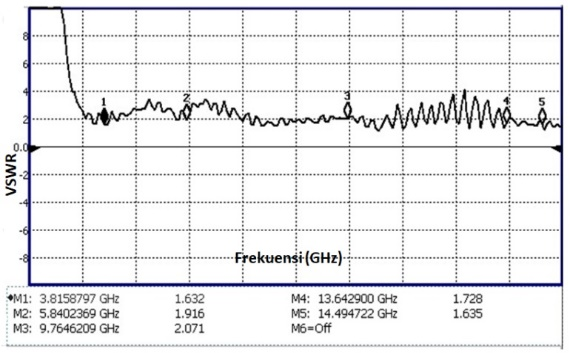 8
6
4
2
0.0
-2
-4
-6
-8
VSWR
1
2
3
4
5
Frekuensi (GHz)
M1: 3.8158797 GHz 1.632 M4: 13.642900 GHz 1.728
M2: 5.8402369 GHz 1.916 M5: 14.494722 GHz 1.635
M3: 9.7646209 GHz 2.071 M6=Off